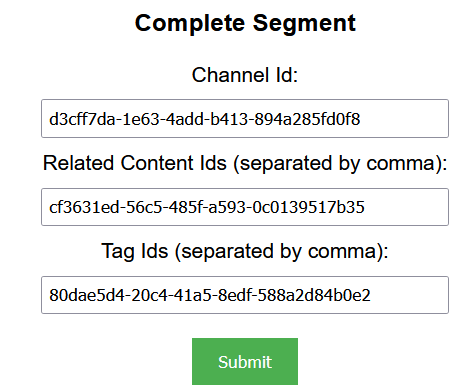 Complete Segment
Channel Id:
d3cff7da-1e63-4add-b413-894a285fd0f8
Related Content Ids (separated by comma):
cf3631ed-56c5-485f-a593-0c0139517b35
Tag Ids (separated by comma):
80dae5d4-20c4-41a5-8edf-588a2d84b0e2
Submit